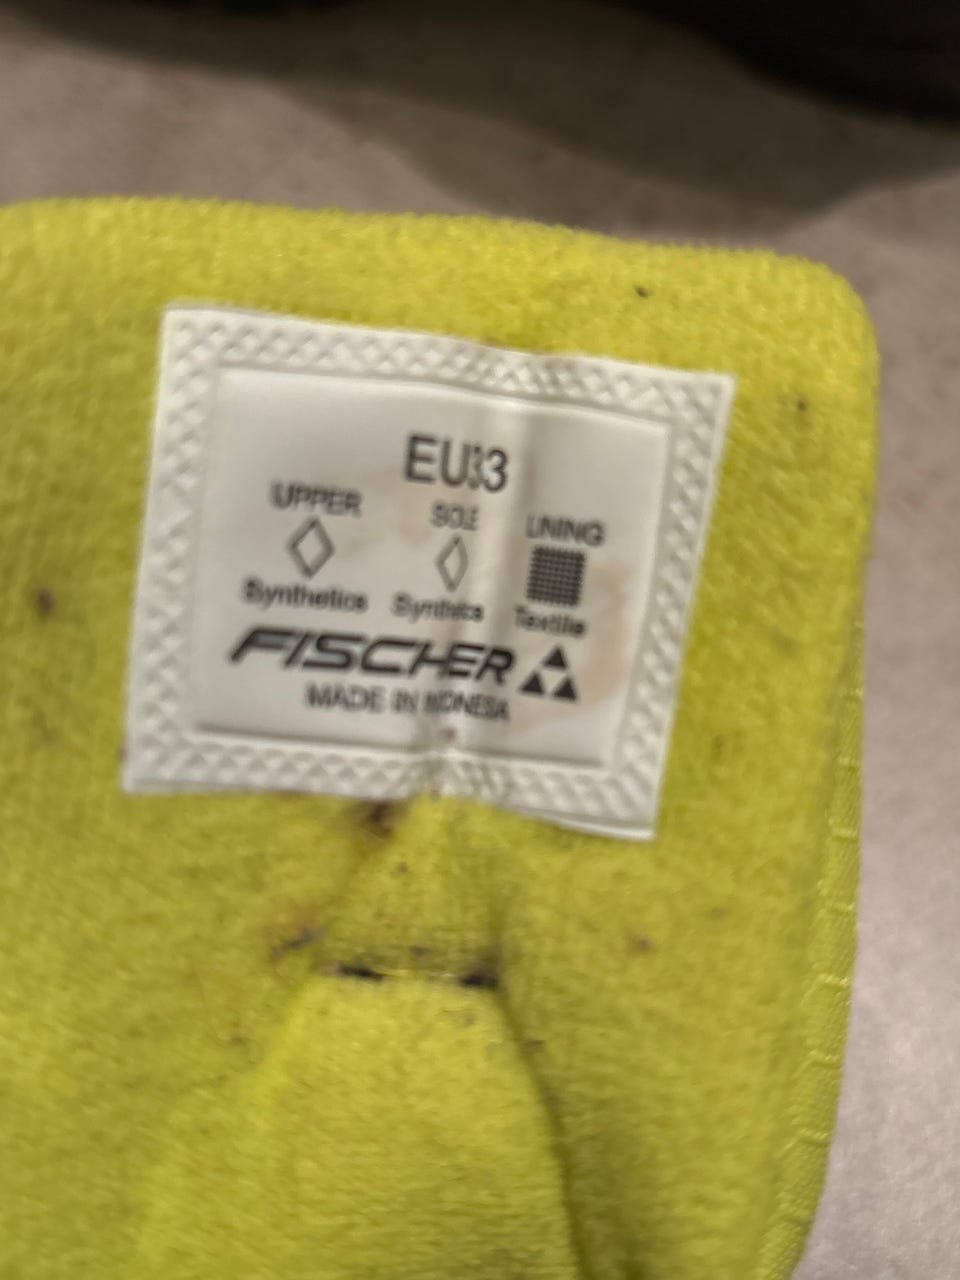 EU33
UPPER SOLE LINING
Synthetics Synthetics Textile
FISCHER
MADE IN INDONESIA